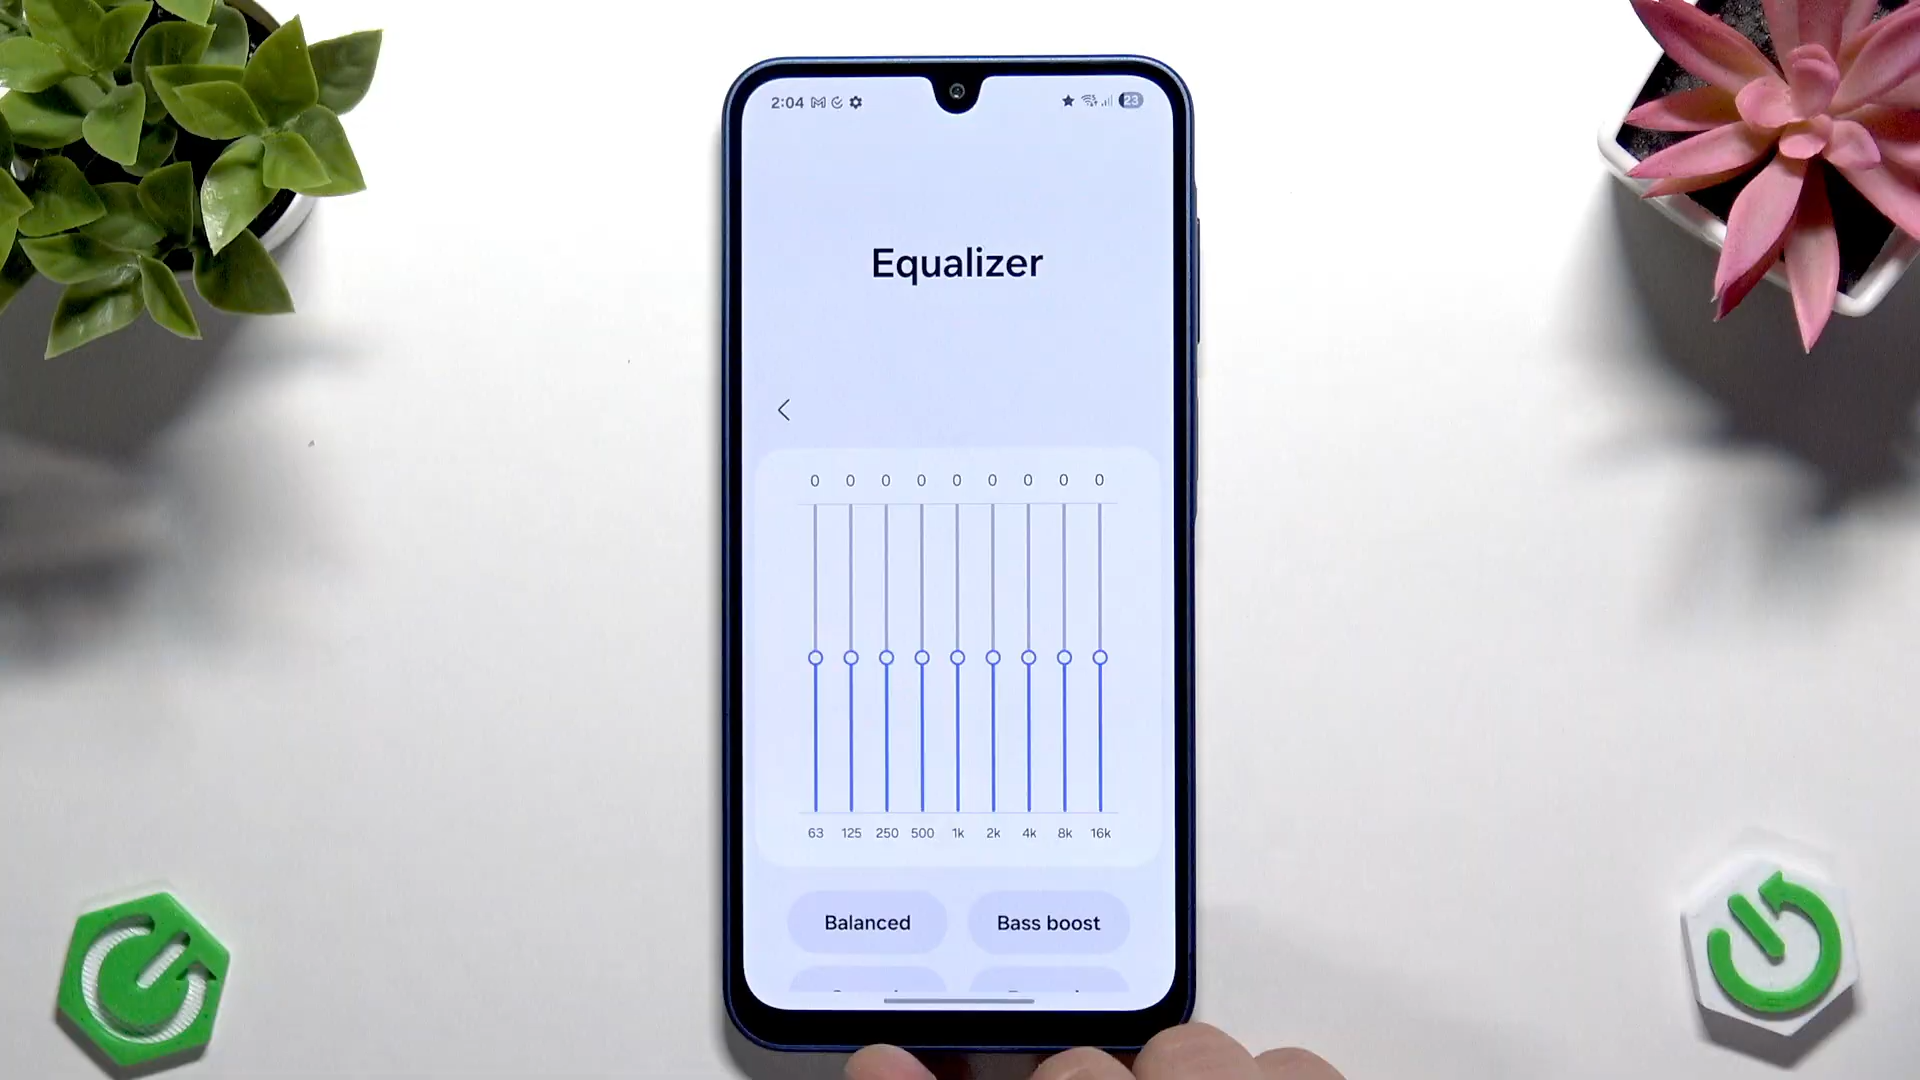 2:04
23
Equalizer
0 0 0 0 0 0 0 0 0
63 125 250 500 1k 2k 4k 8k 16k
Balanced
Bass boost